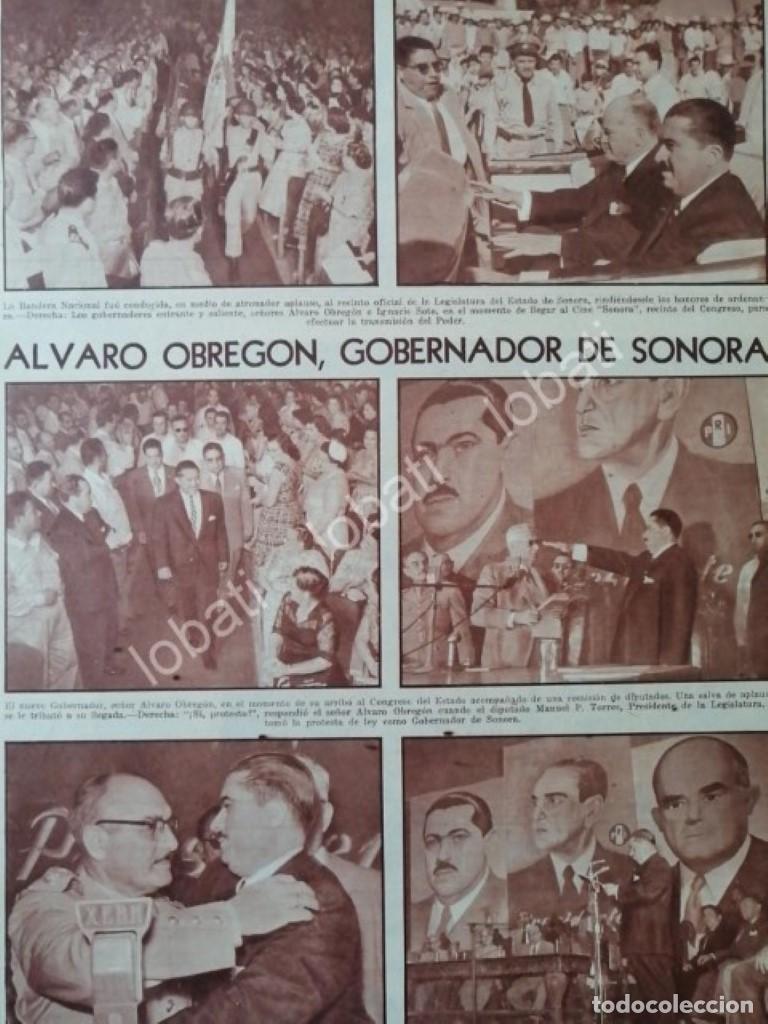 La Bandera Nacional fué conducida, en medio de atronador aplauso, al recinto oficial de la Legislatura del Estado de Sonora, rindiéndosele los honores de ordenan-
za.—Derecha: Los gobernadores entrante y saliente, señores Alvaro Obregón e Ignacio Soto, en el momento de llegar al Cine "Sonora", recinto del Congreso, para
efectuar la transmisión del Poder.
ALVARO OBREGON, GOBERNADOR DE SONORA
PRI
El nuevo Gobernador, señor Alvaro Obregón, en el momento de su arribo al Congreso del Estado acompañado de una comisión de diputados. Una salva de aplausos
se le tributó a su llegada.—Derecha: "¡Sí, protesto!", respondió el señor Alvaro Obregón cuando el diputado Manuel P. Torres, Presidente de la Legislatura,
tomó la protesta de ley como Gobernador de Sonora.
lobati
lobati
lobati
XEHM
PRI
todocoleccion